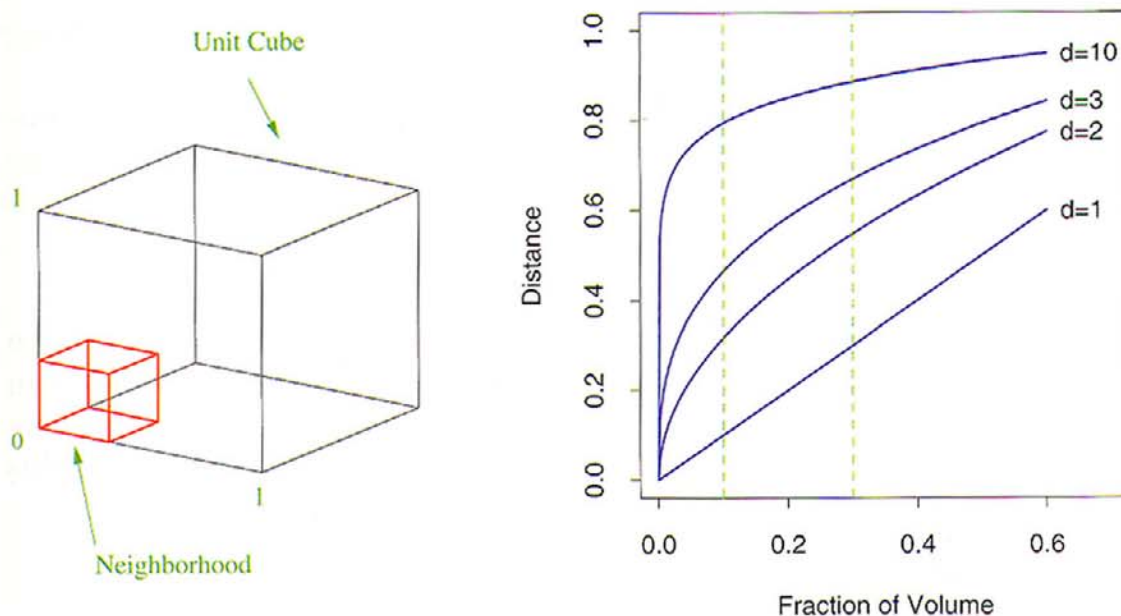 Unit Cube
1
0
1
Neighborhood
1.0
0.8
0.6
0.4
0.2
0.0
Distance
d=10
d=3
d=2
d=1
0.0 0.2 0.4 0.6
Fraction of Volume